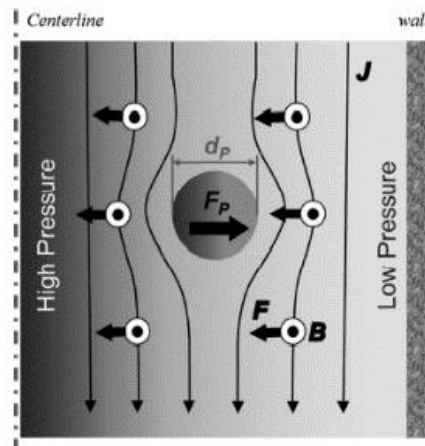 Centerline
wal
J
d_P
F_P
High Pressure
Low Pressure
F
B